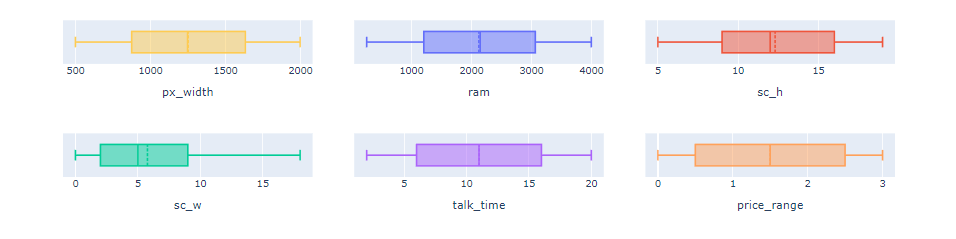 500 1000 1500 2000
px_width
1000 2000 3000 4000
ram
5 10 15
sc_h
0 5 10 15
sc_w
5 10 15 20
talk_time
0 1 2 3
price_range